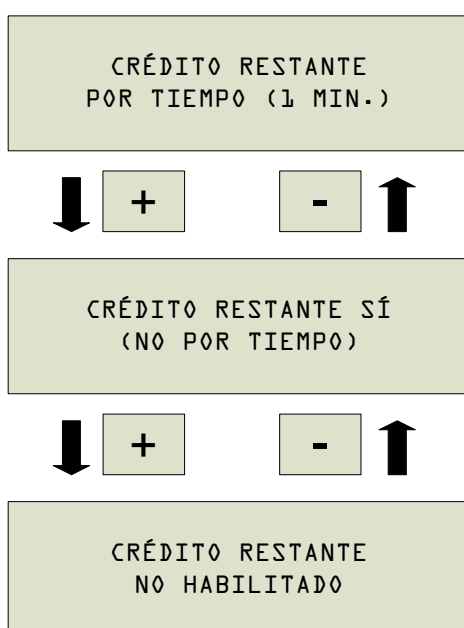 CRÉDITO RESTANTE
POR TIEMPO (1 MIN.)
+ -
CRÉDITO RESTANTE SÍ
(NO POR TIEMPO)
+ -
CRÉDITO RESTANTE
NO HABILITADO